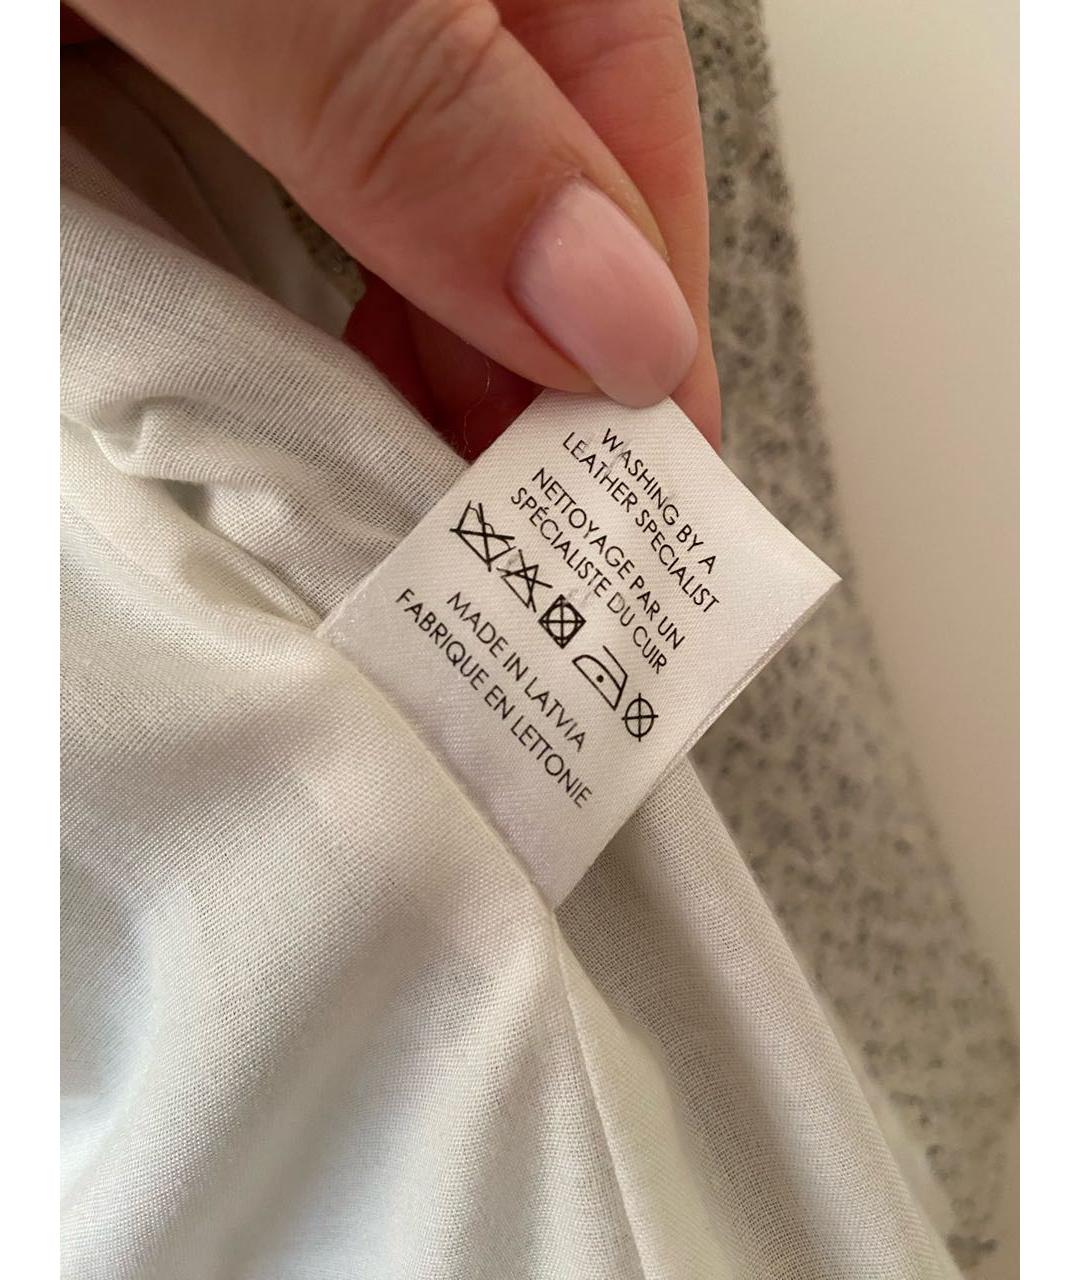 WASHING BY A
LEATHER SPECIALIST
NETTOYAGE PAR UN
SPÉCIALISTE DU CUIR
MADE IN LATVIA
FABRIQUE EN LETTONIE